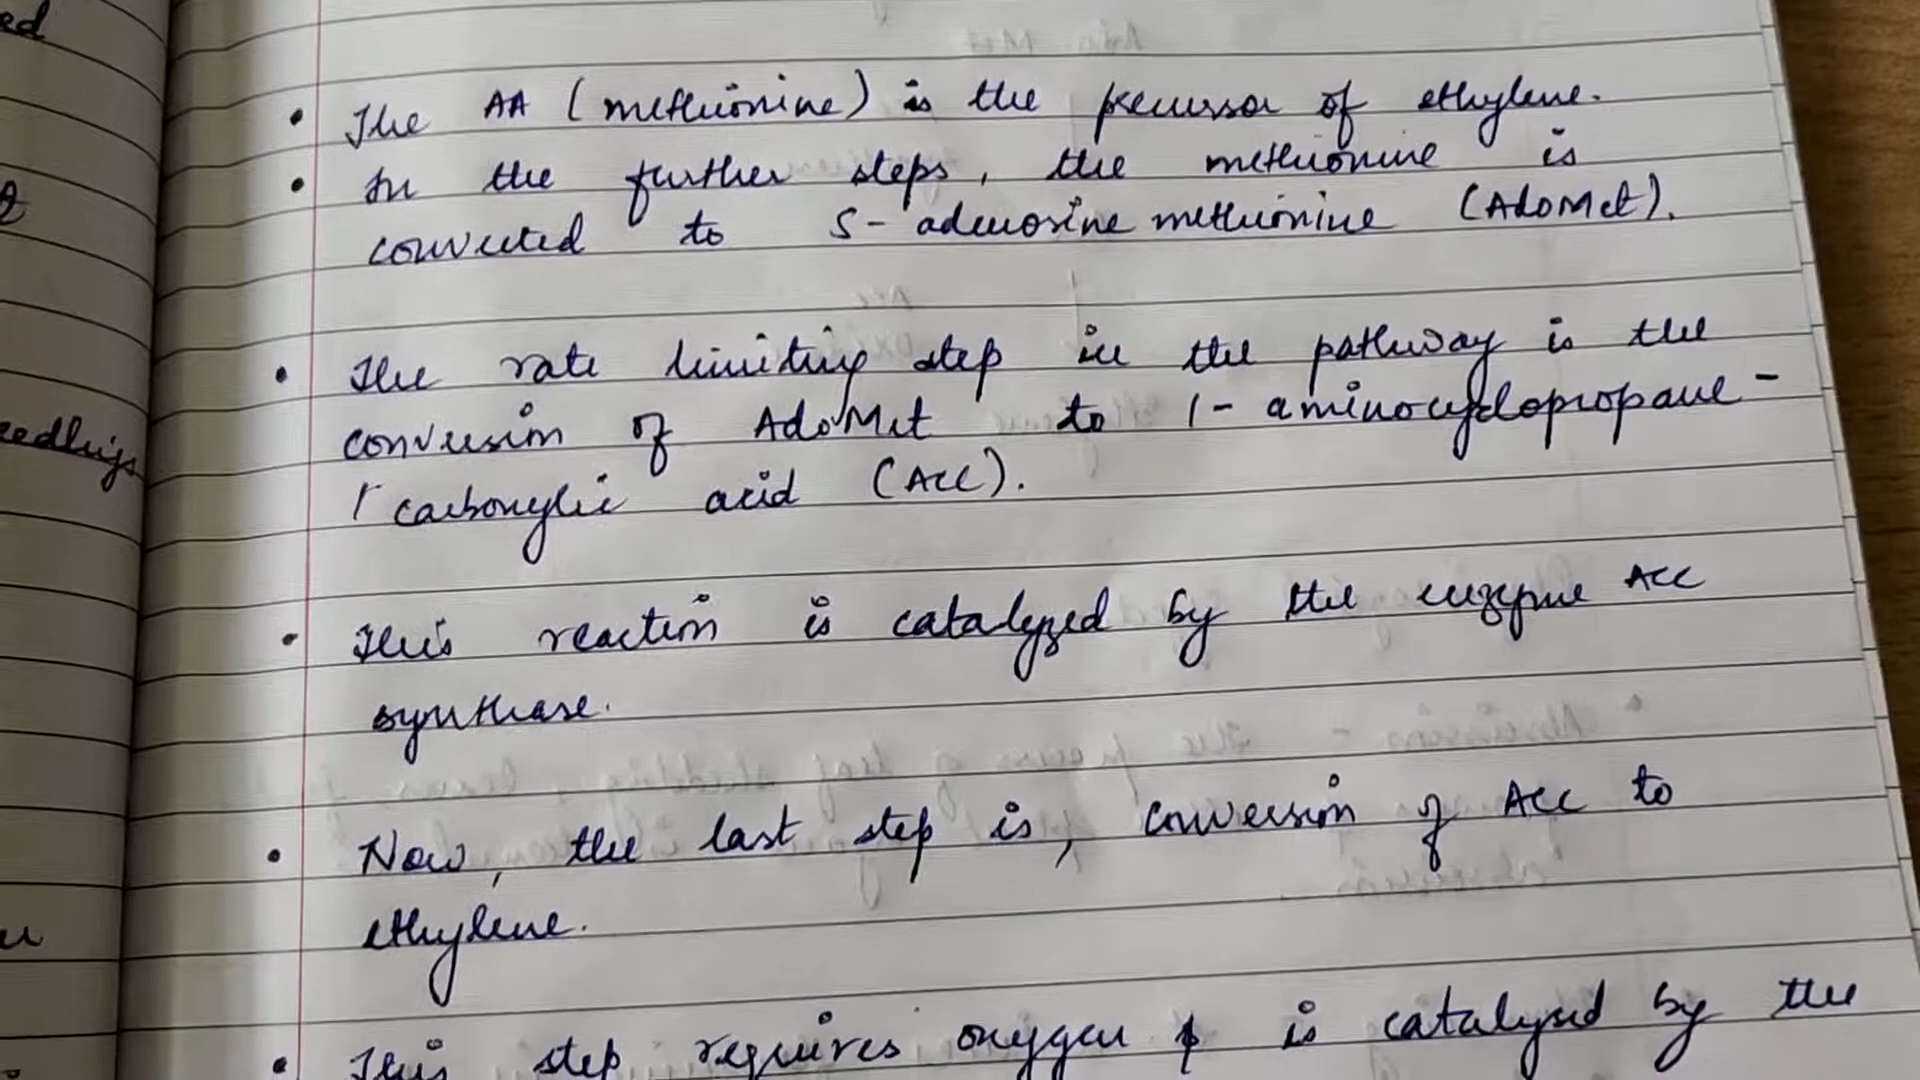 ed
• The AA (methionine) is the precursor of ethylene.
• In the further steps, the methionine is
converted to S-adenosine methionine (AdoMet).
• The rate limiting step in the pathway is the
conversion of AdoMet to 1-aminocyclopropane-
eedlings
1 carboxylic acid (ACC).
• This reaction is catalyzed by the enzyme ACC
synthase.
• Now, the last step is, conversion of ACC to
ethylene.
• This step requires oxygen & is catalysed by the